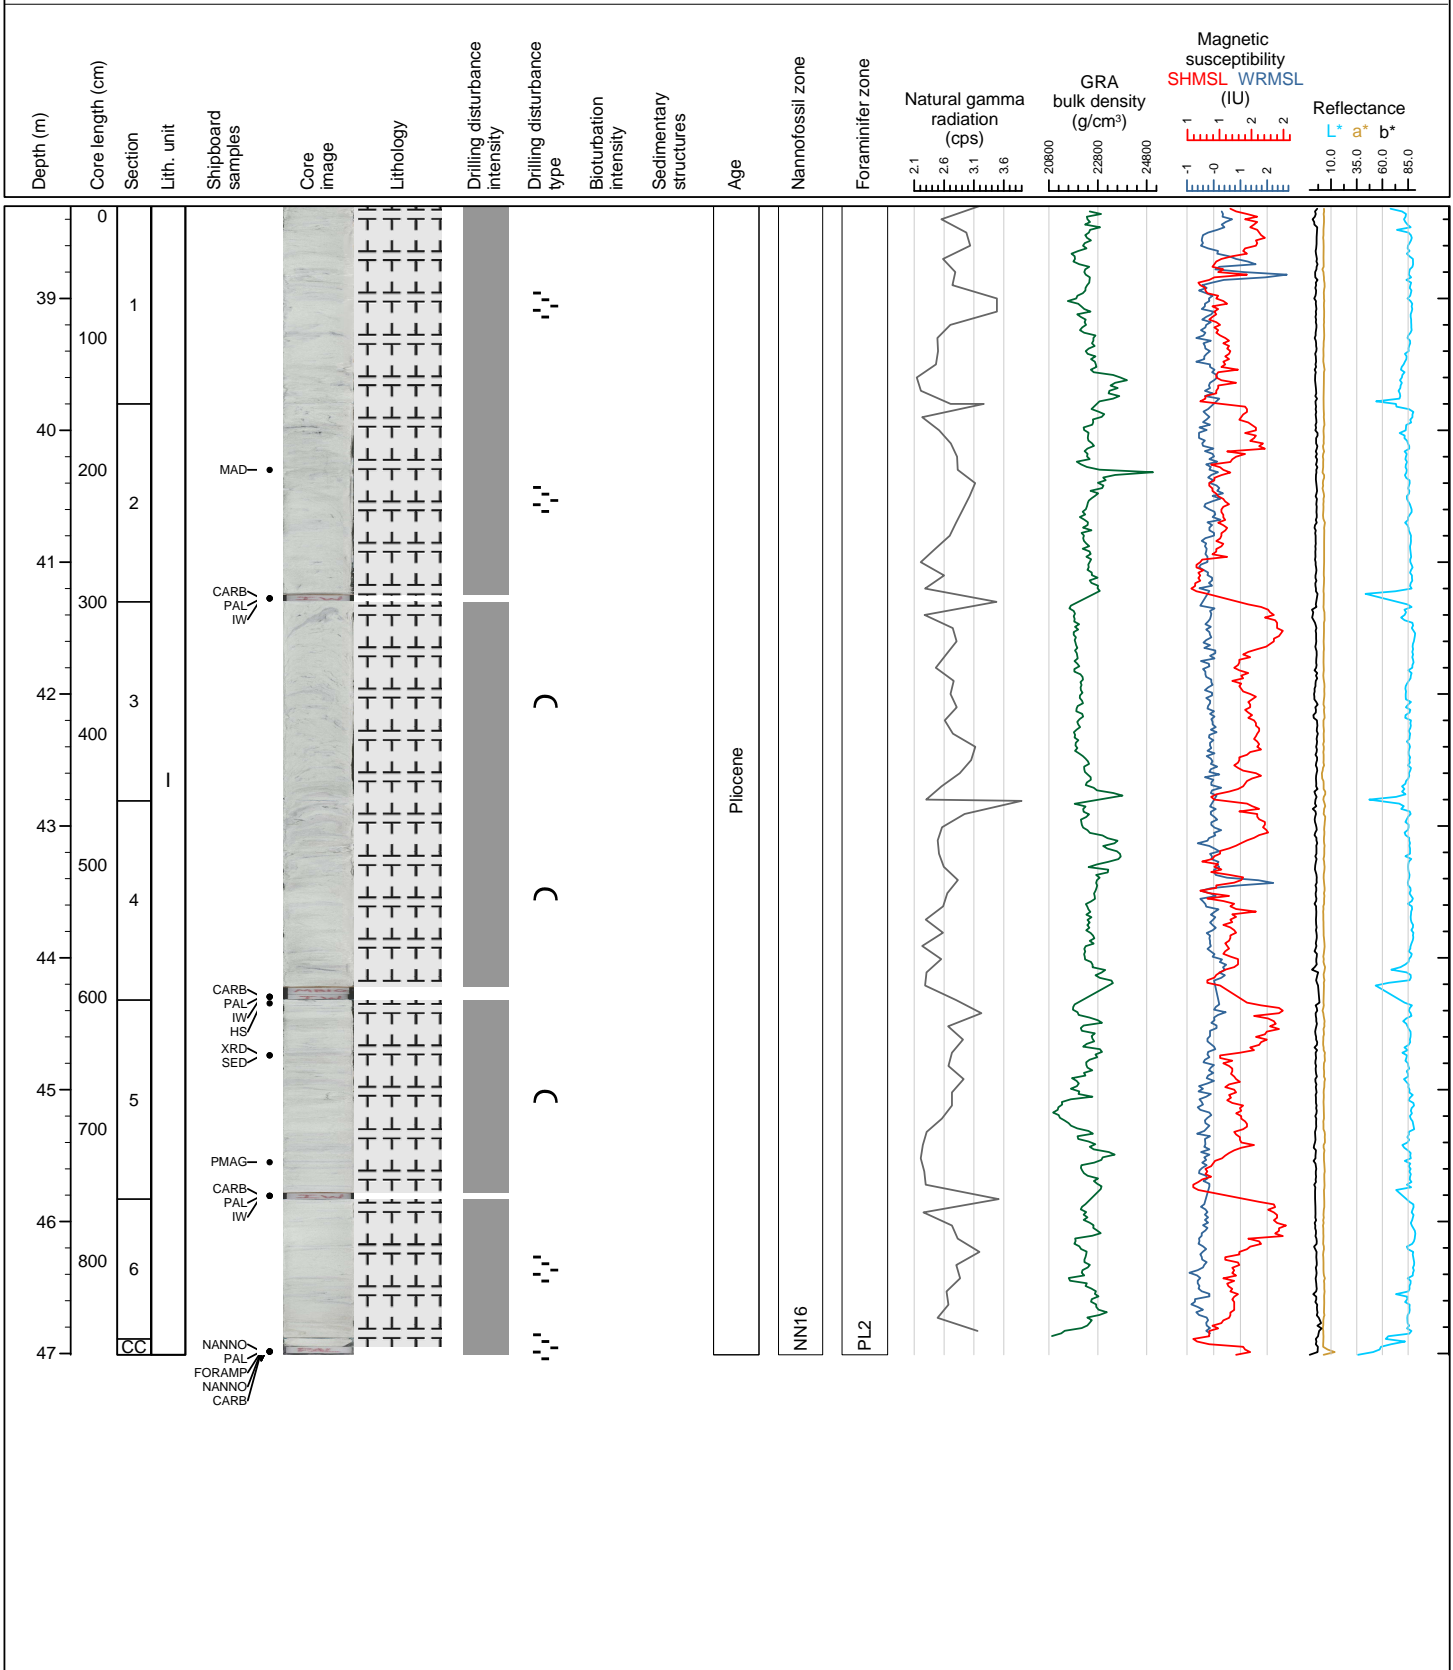 Depth (m)
Core length (cm)
Section
Lith. unit
Shipboard
samples
Core
image
Lithology
Drilling disturbance
intensity
Drilling disturbance
type
Bioturbation
intensity
Sedimentary
structures
Age
Nannofossil zone
Foraminifer zone
Natural gamma
radiation
(cps)
2.1 2.6 3.1 3.6
GRA
bulk density
(g/cm³)
20800 22800 24800
Magnetic
susceptibility
SHMSL WRMSL
(IU)
1 1 2 2
-1 -0 1 2
Reflectance
L* a* b*
10.0 35.0 60.0 85.0
0
39
1
100
40
MAD
200
2
41
CARB
300
PAL
IW
42
3
400
I
Pliocene
43
500
4
44
CARB
600
PAL
IW
HS
XRD
SED
45
5
700
PMAG
CARB
PAL
IW
46
800
6
NN16
PL2
CC
NANNO
47
PAL
FORAMP
NANNO
CARB